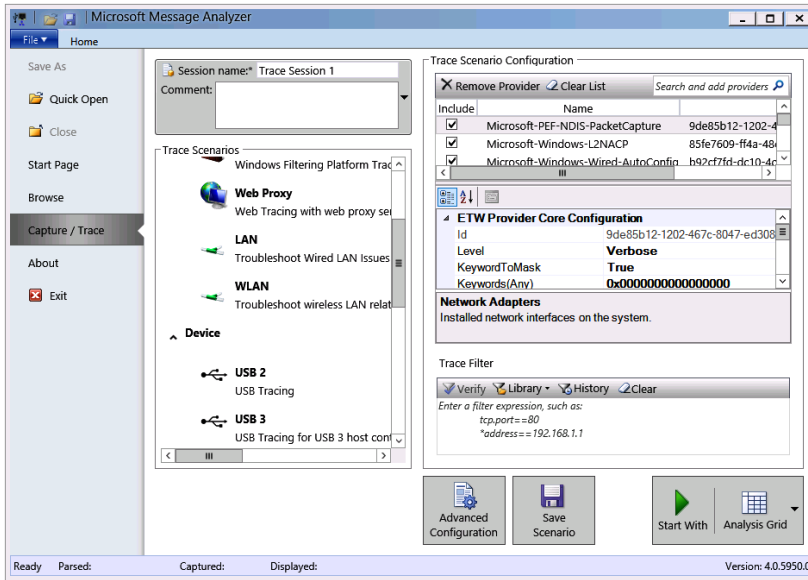 Microsoft Message Analyzer
File
Home
Save As
Quick Open
Close
Start Page
Browse
Capture / Trace
About
Exit
Session name:* Trace Session 1
Comment:
Trace Scenarios
Windows Filtering Platform Trac
Web Proxy
Web Tracing with web proxy se
LAN
Troubleshoot Wired LAN Issues
WLAN
Troubleshoot wireless LAN relat
Device
USB 2
USB Tracing
USB 3
USB Tracing for USB 3 host cont
Trace Scenario Configuration
Remove Provider Clear List Search and add providers
Include Name
Microsoft-PEF-NDIS-PacketCapture 9de85b12-1202-4
Microsoft-Windows-L2NACP 85fe7609-ff4a-48
Microsoft-Windows-Wired-AutoConfig b92cf7fd-dc10-4c
ETW Provider Core Configuration
Id 9de85b12-1202-467c-8047-ed308
Level Verbose
KeywordToMask True
Keywords(Any) 0x0000000000000000
Network Adapters
Installed network interfaces on the system.
Trace Filter
Verify Library History Clear
Enter a filter expression, such as:
tcp.port==80
*address==192.168.1.1
Advanced Configuration
Save Scenario
Start With
Analysis Grid
Ready Parsed: Captured: Displayed: Version: 4.0.5950.0